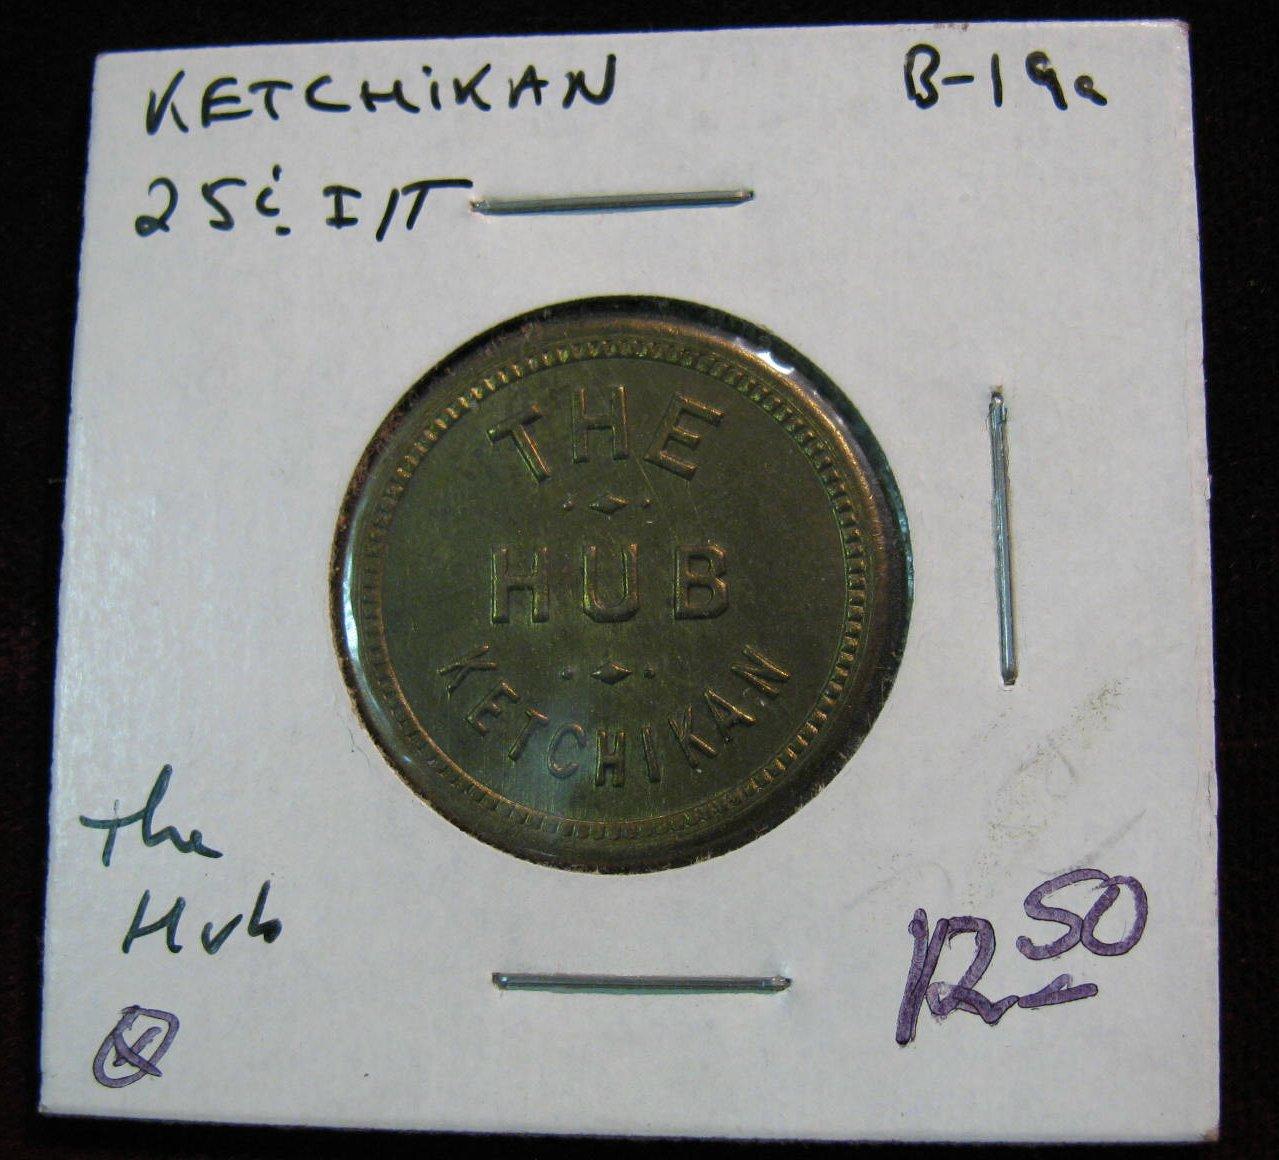 KETCHiKAN B-19a
25¢ I/T
THE
HUB
KETCHIKAN
the
Hub
12 50